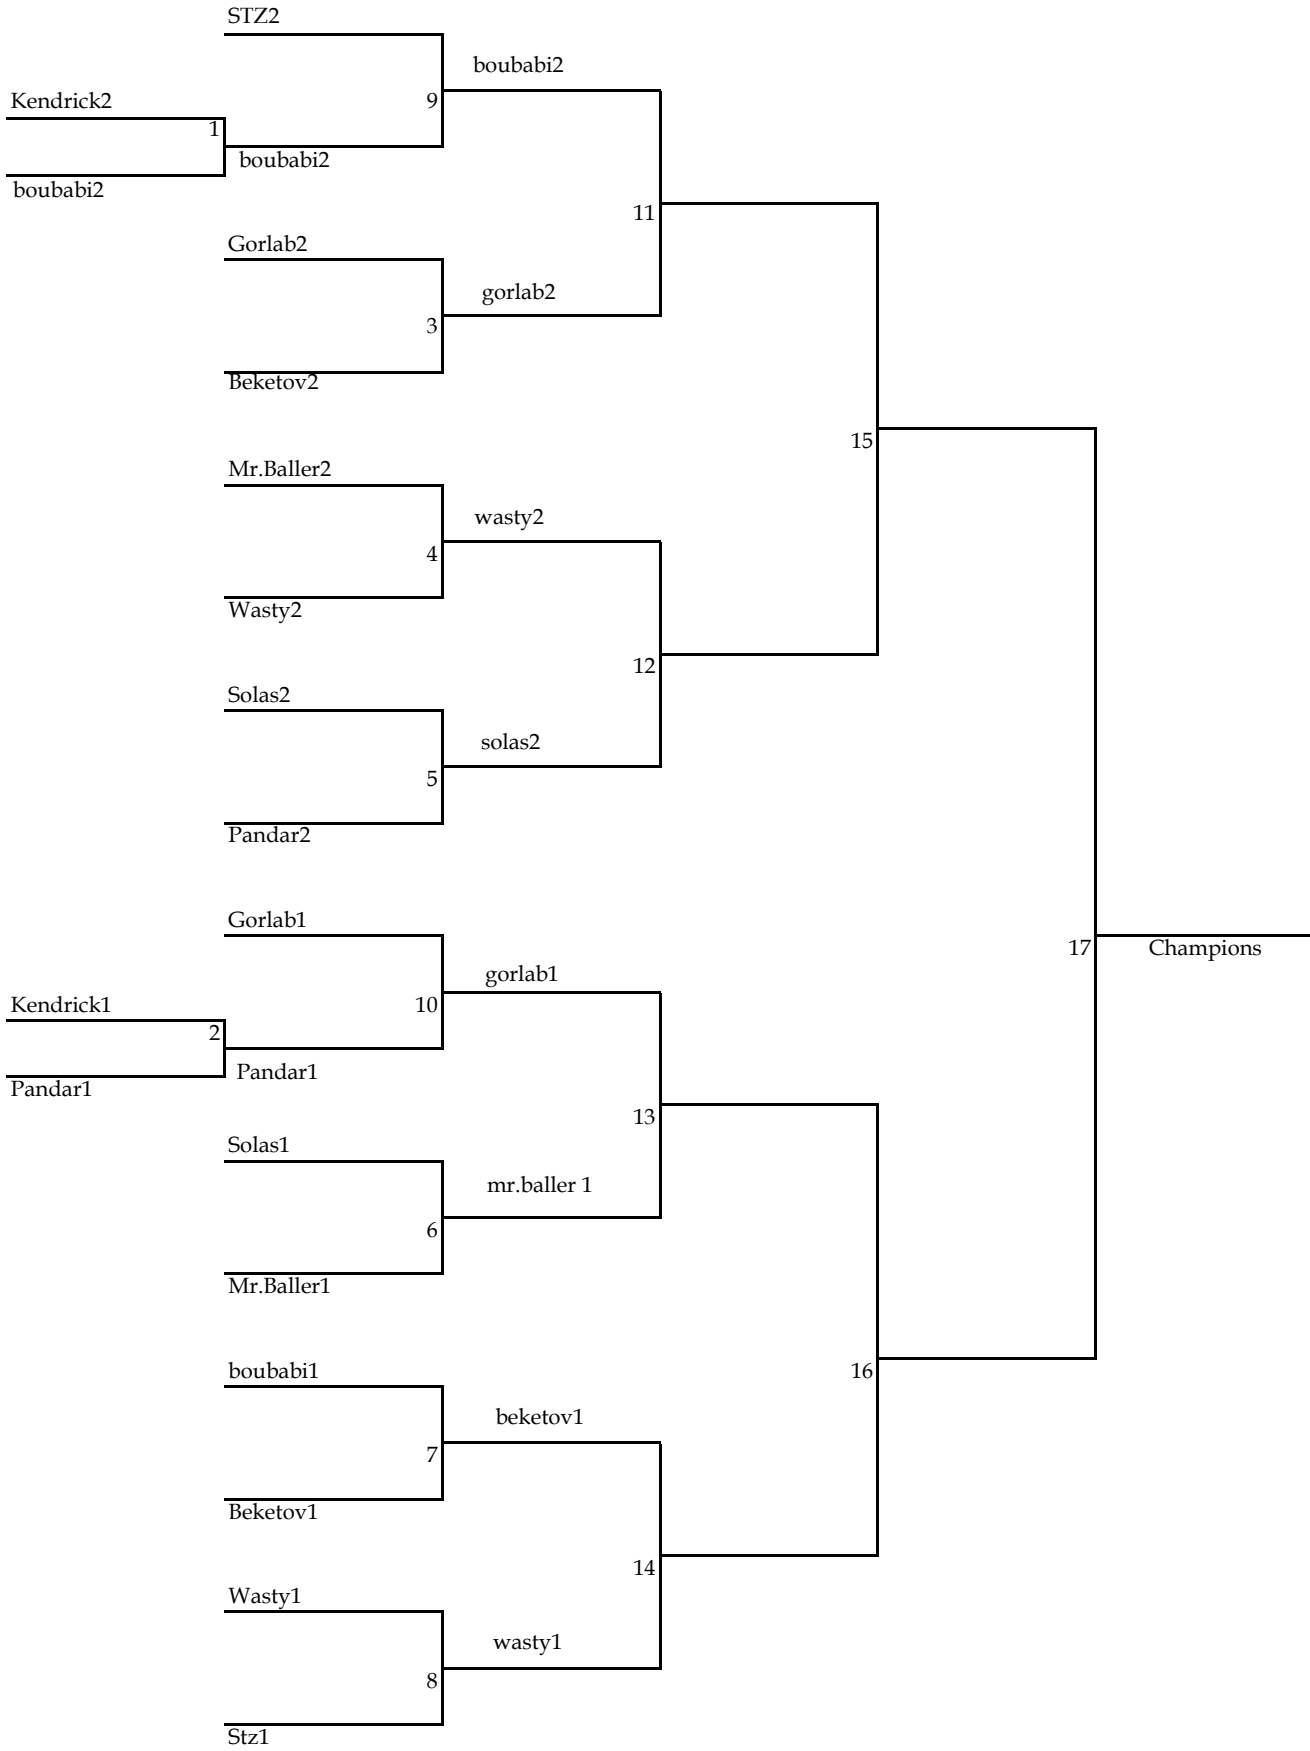 STZ2
boubabi2
Kendrick2
9
1
boubabi2
boubabi2
11
Gorlab2
gorlab2
3
Beketov2
15
Mr.Baller2
wasty2
4
Wasty2
12
Solas2
solas2
5
Pandar2
Gorlab1
17
Champions
gorlab1
Kendrick1
10
2
Pandar1
Pandar1
13
Solas1
mr.baller 1
6
Mr.Baller1
boubabi1
16
beketov1
7
Beketov1
14
Wasty1
wasty1
8
Stz1